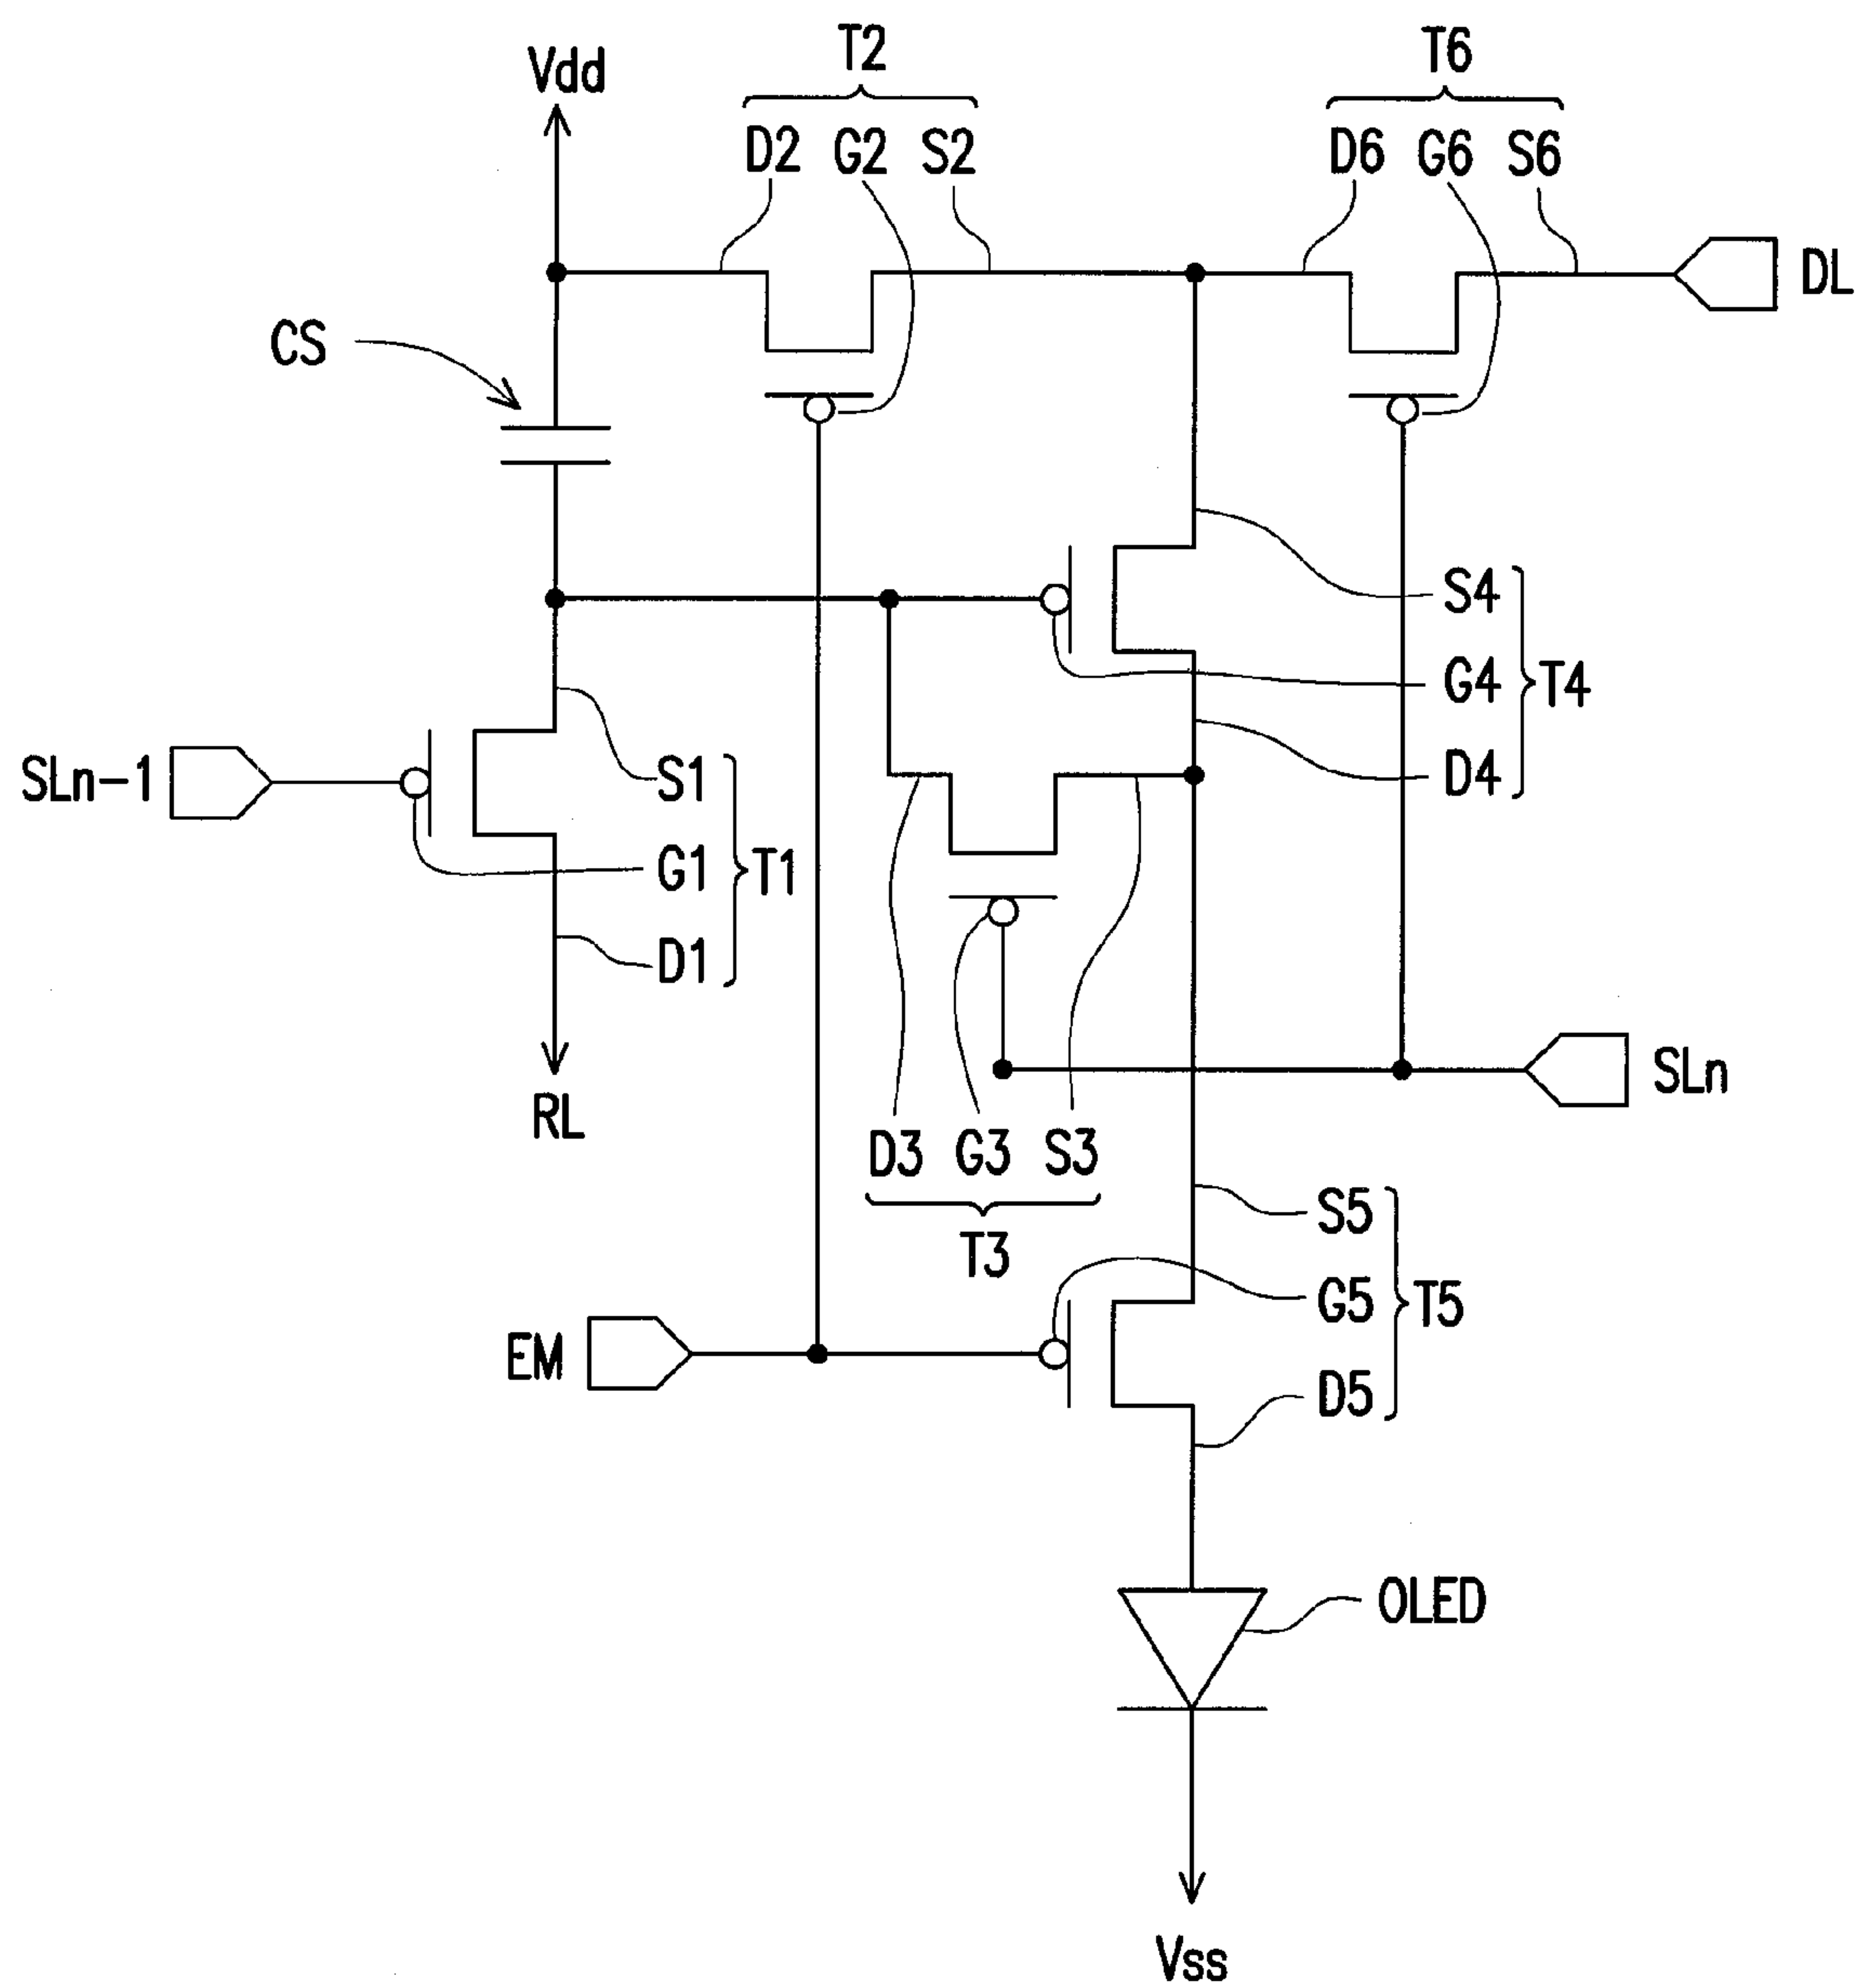 T2
T6
Vdd
D2 G2 S2
D6 G6 S6
DL
CS
S4
G4
T4
D4
SLn-1
S1
G1
T1
D1
SLn
RL
D3 G3 S3
T3
S5
G5
T5
D5
EM
OLED
Vss